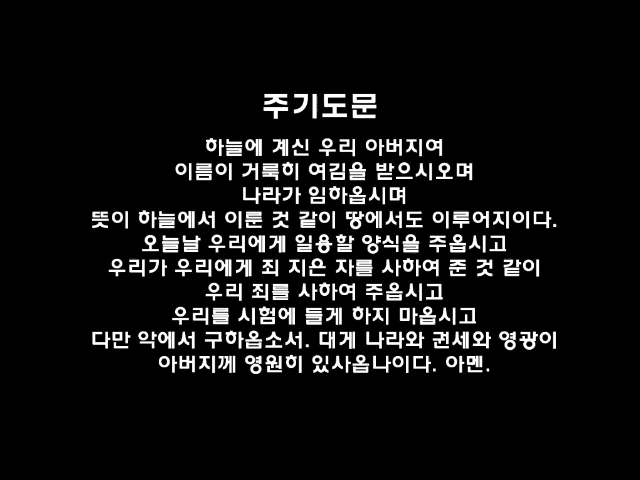 주기도문
하늘에 계신 우리 아버지여
이름이 거룩히 여김을 받으시오며
나라가 임하옵시며
뜻이 하늘에서 이룬 것 같이 땅에서도 이루어지이다.
오늘날 우리에게 일용할 양식을 주옵시고
우리가 우리에게 죄 지은 자를 사하여 준 것 같이
우리 죄를 사하여 주옵시고
우리를 시험에 들게 하지 마옵시고
다만 악에서 구하옵소서. 대게 나라와 권세와 영광이
아버지께 영원히 있사옵나이다. 아멘.